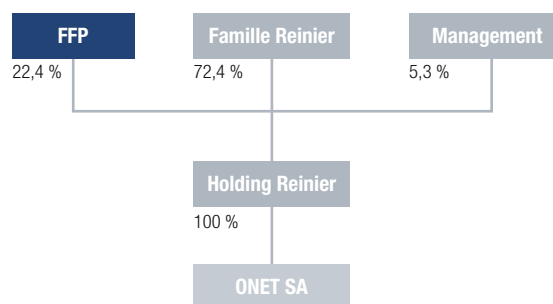 FFP Famille Reinier Management
22,4 % 72,4 % 5,3 %
Holding Reinier
100 %
ONET SA